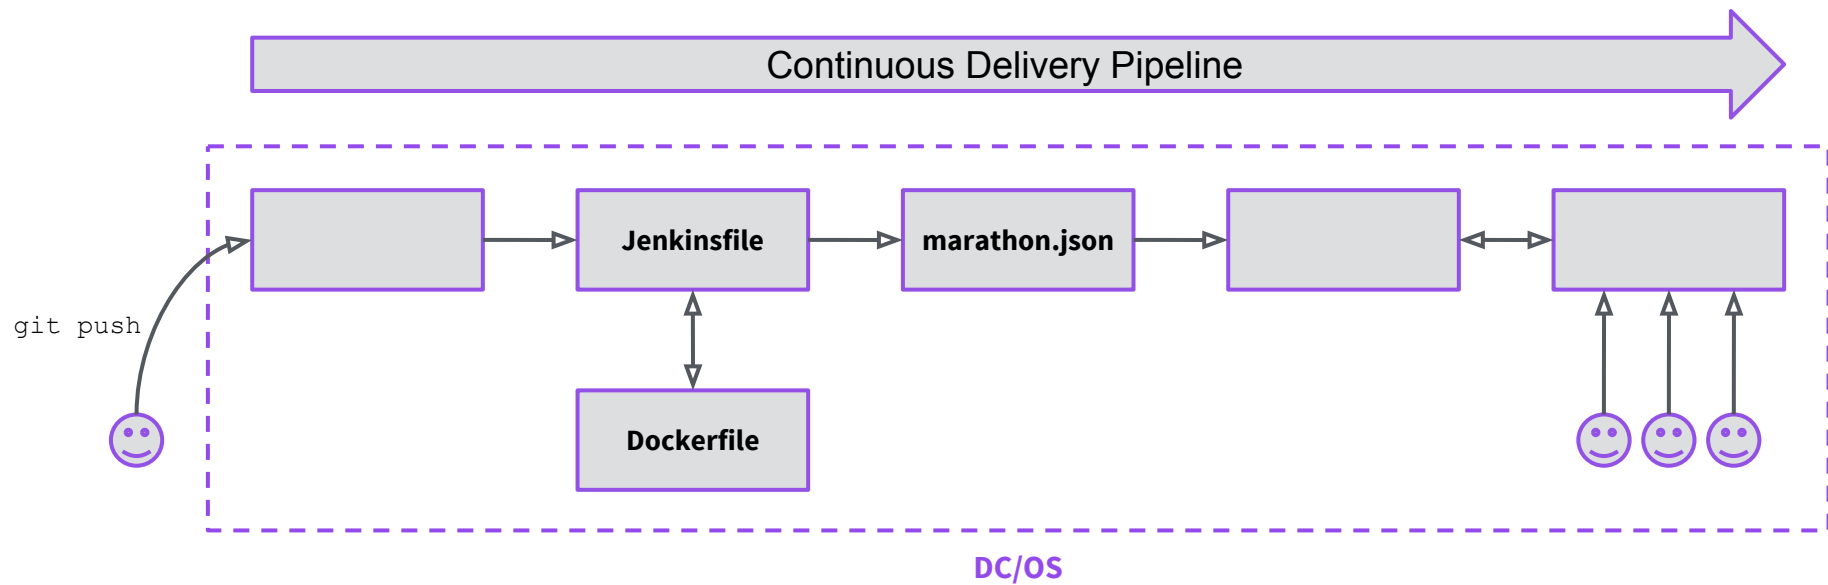 Continuous Delivery Pipeline
Jenkinsfile
marathon.json
git push
Dockerfile
DC/OS